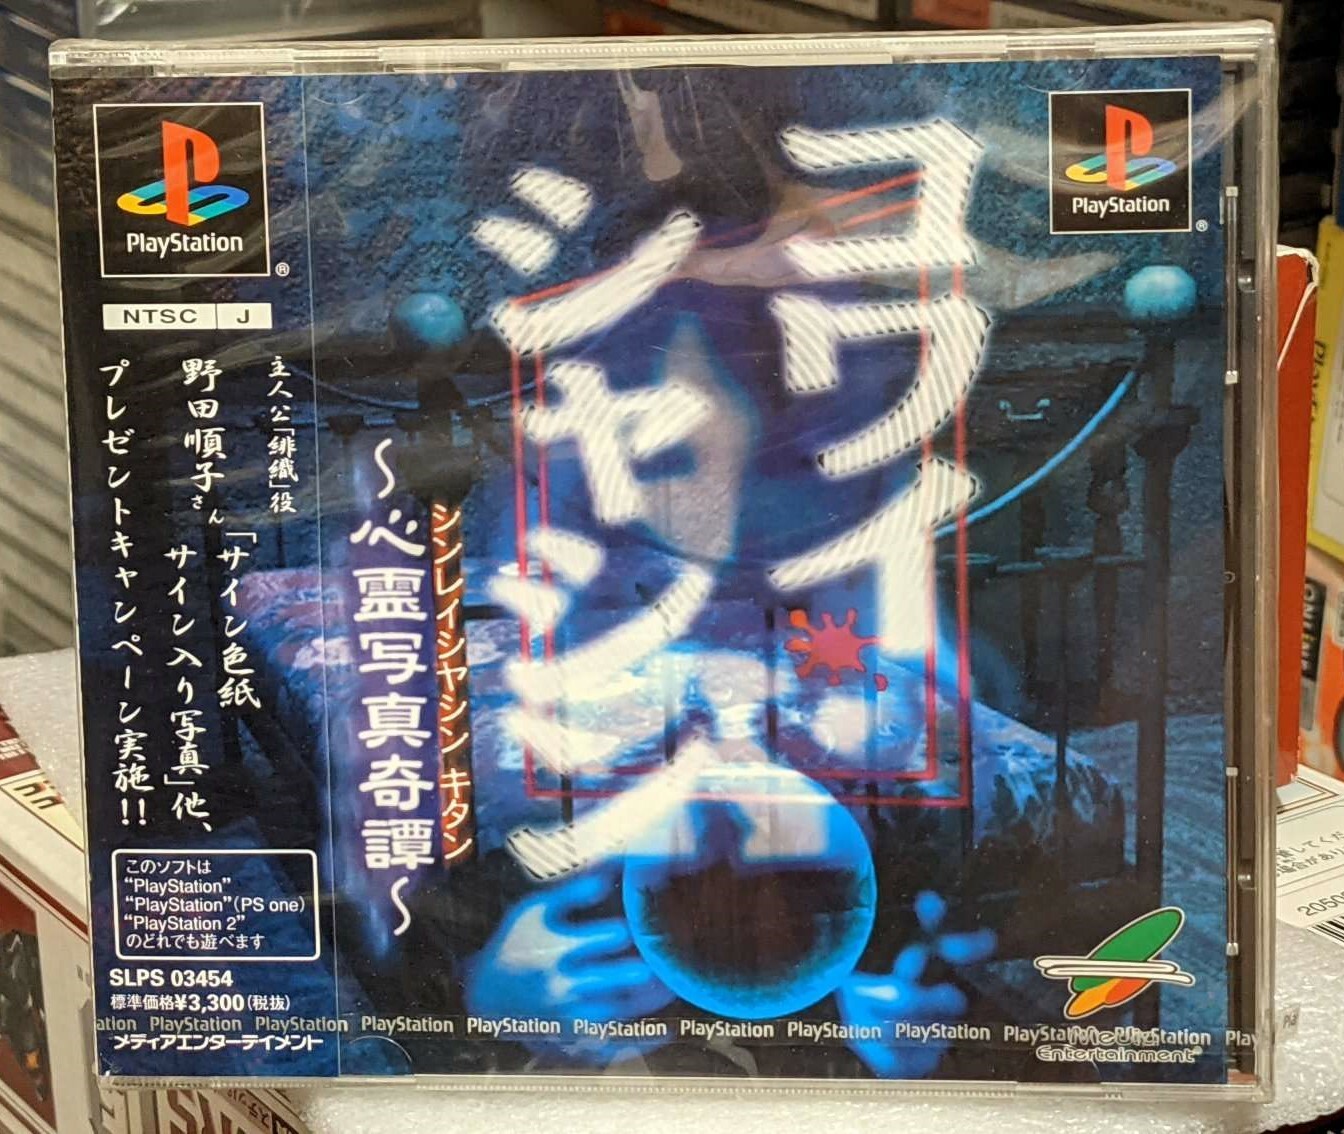 PlayStation
®
NTSC J
主人公「緋織」役
野田順子さん「サイン色紙
サイン入り写真」他、
プレゼントキャンペーン実施!!
このソフトは
"PlayStation"
"PlayStation"(PS one)
"PlayStation 2"
のどれでも遊べます
SLPS 03454
標準価格¥3,300(税抜)
メディアエンターテイメント
PlayStation
®
コワイ
シャシン
シンレイシャシン キタン
～心霊写真奇譚～
ation PlayStation PlayStation PlayStation PlayStation PlayStation PlayStation PlayStation PlayStation PlayStation PlayStation Play
Media
Entertainment
ONLINE